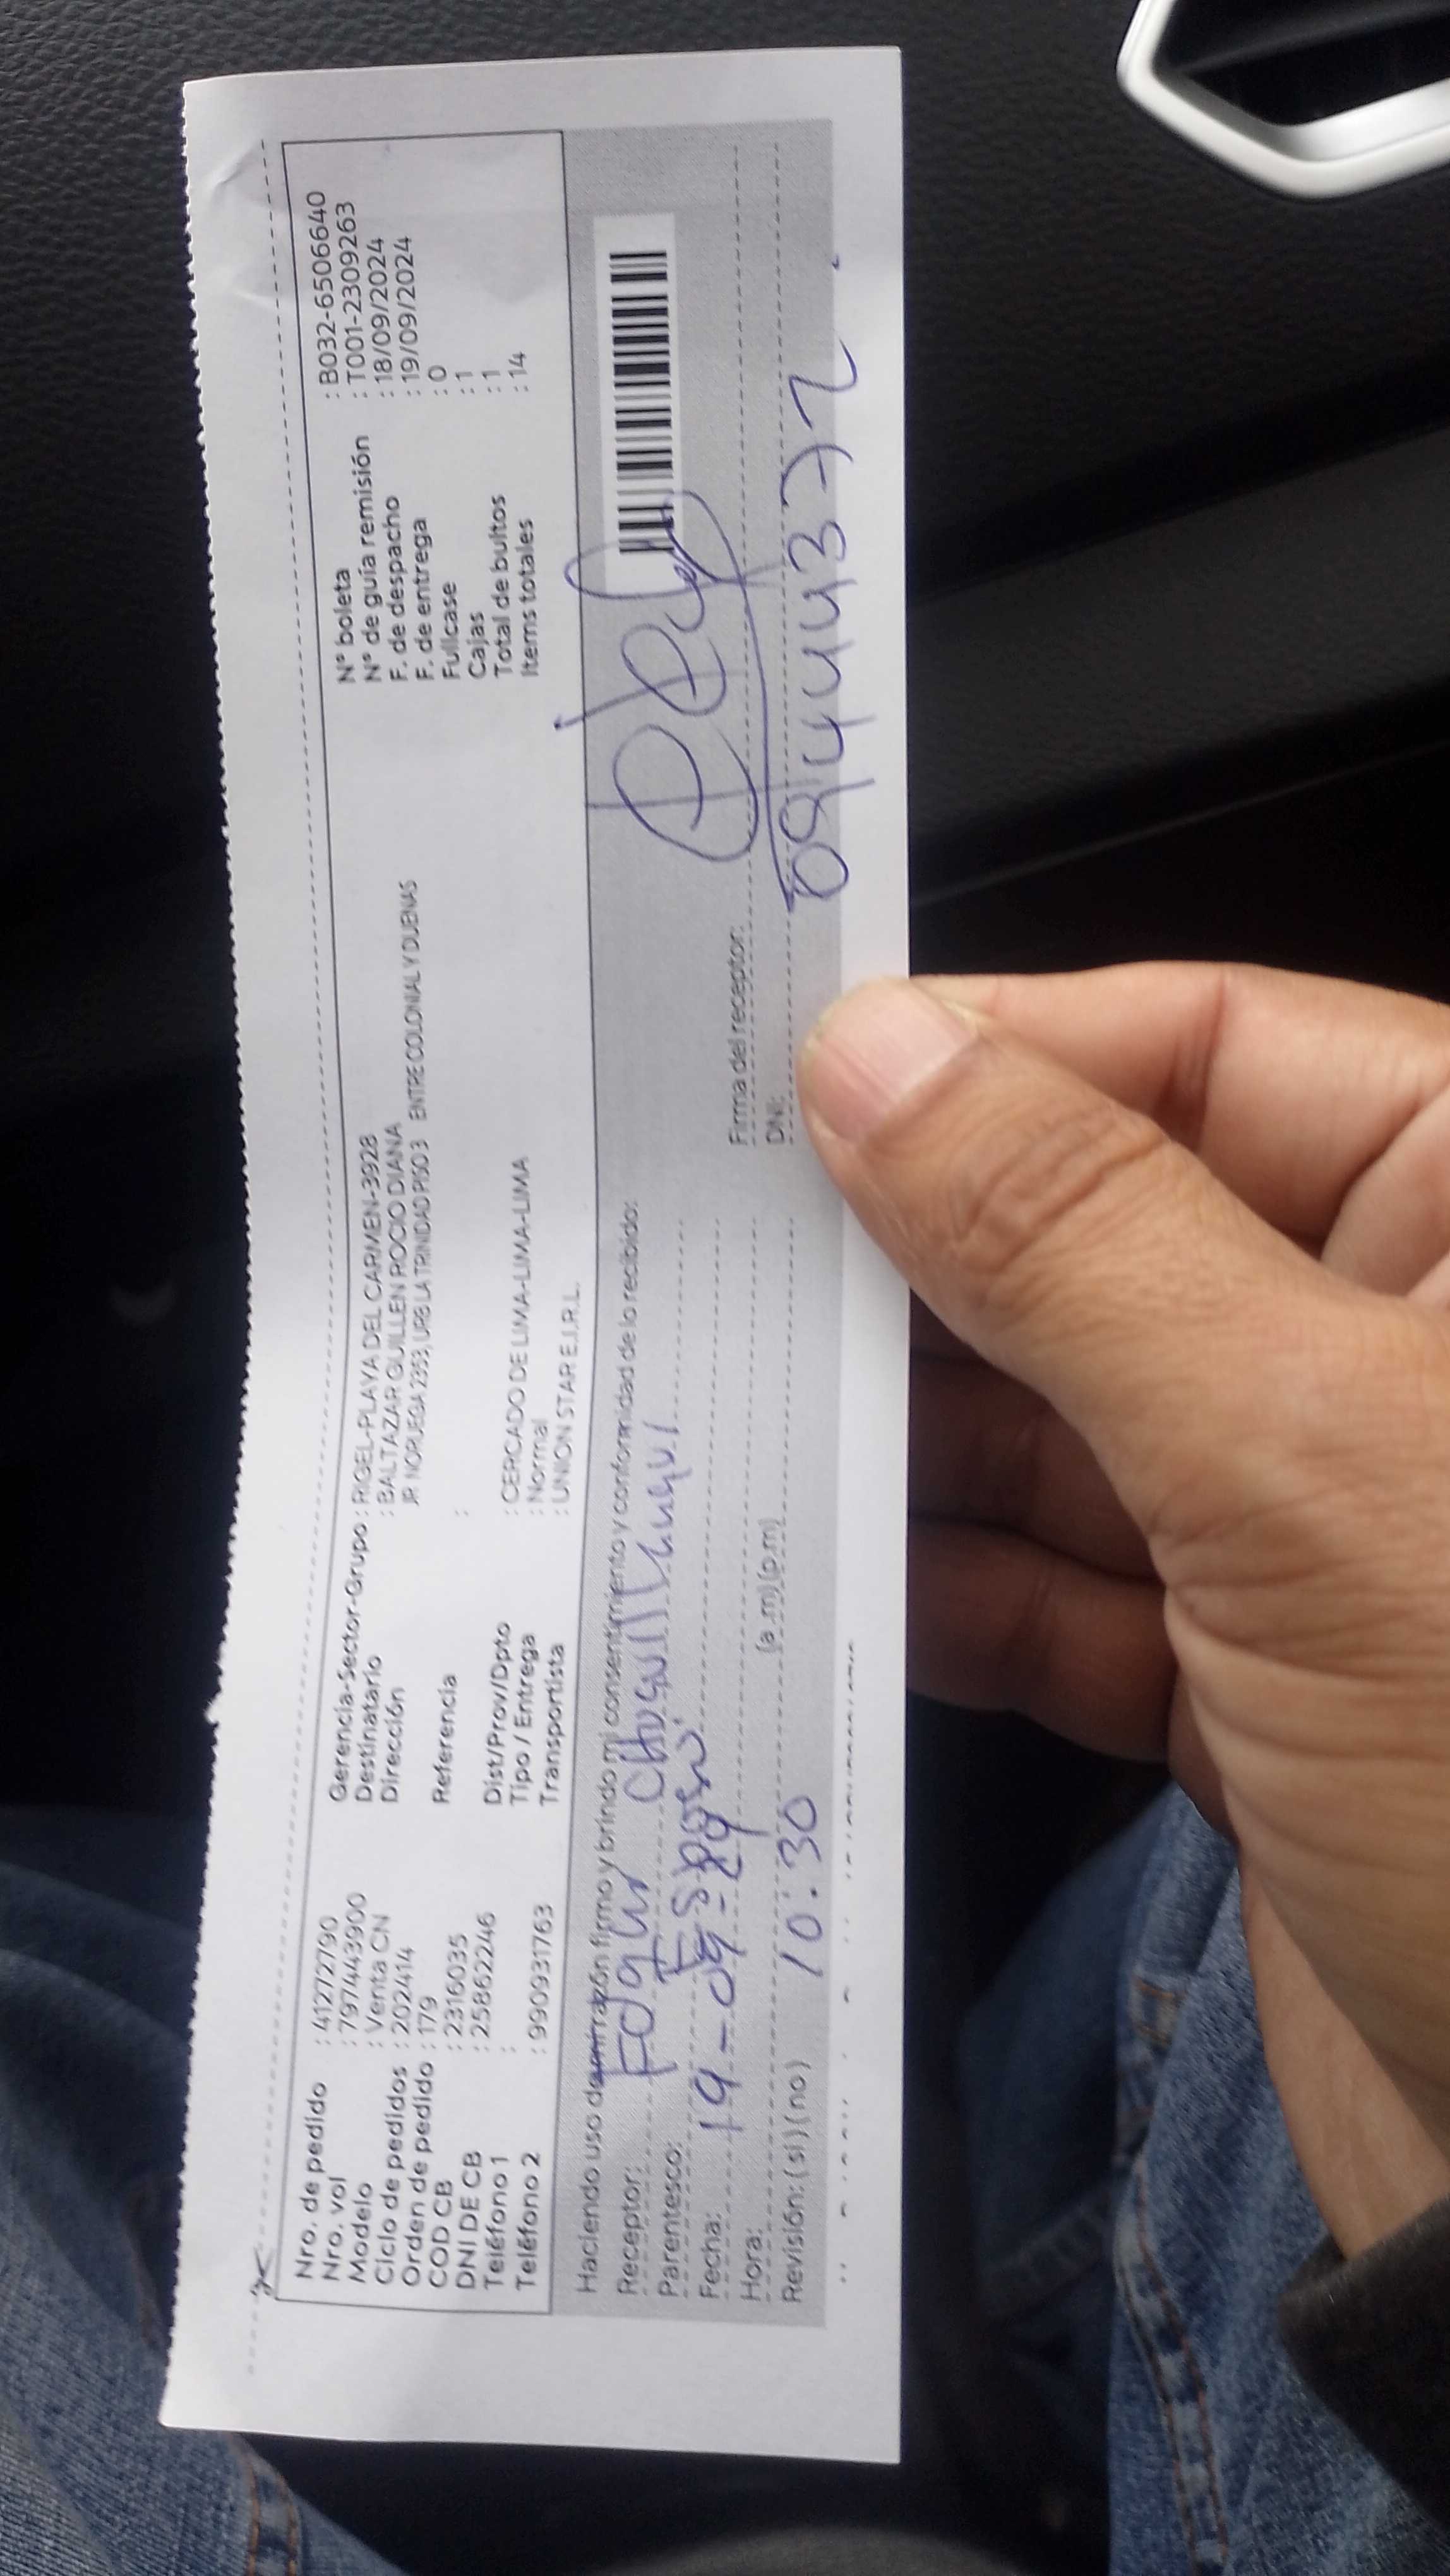 Nro. de pedido : 41272790
Nro. vol : 797443900
Modelo : Venta CN
Ciclo de pedidos : 202414
Orden de pedido : 179
COD CB : 2316035
DNI DE CB : 25862246
Teléfono 1 :
Teléfono 2 : 990931763
Gerencia-Sector-Grupo : RIGEL-PLAYA DEL CARMEN-3928
Destinatario : BALTAZAR GUILLEN ROCIO DIANA
Dirección JR NORUEGA 2353, URB LA TRINIDAD PISO 3 ENTRE COLONIAL Y DUENAS
Referencia :
Dist/Prov/Dpto : CERCADO DE LIMA-LIMA-LIMA
Tipo / Entrega : Normal
Transportista : UNION STAR E.I.R.L.
N° boleta : B032-6506640
N° de guía remisión : T001-2309263
F. de despacho : 18/09/2024
F. de entrega : 19/09/2024
Fullcase : 0
Cajas : 1
Total de bultos : 1
Items totales : 14
Haciendo uso de mi razón firmo y brindo mi consentimiento y conformidad de lo recibido:
Receptor: Edgar
Parentesco: Esposo
Fecha: 19-09-24
Hora: 10:30 (a.m) (p.m)
Revisión: (sí) (no)
Firma del receptor:
DNI: 09444372